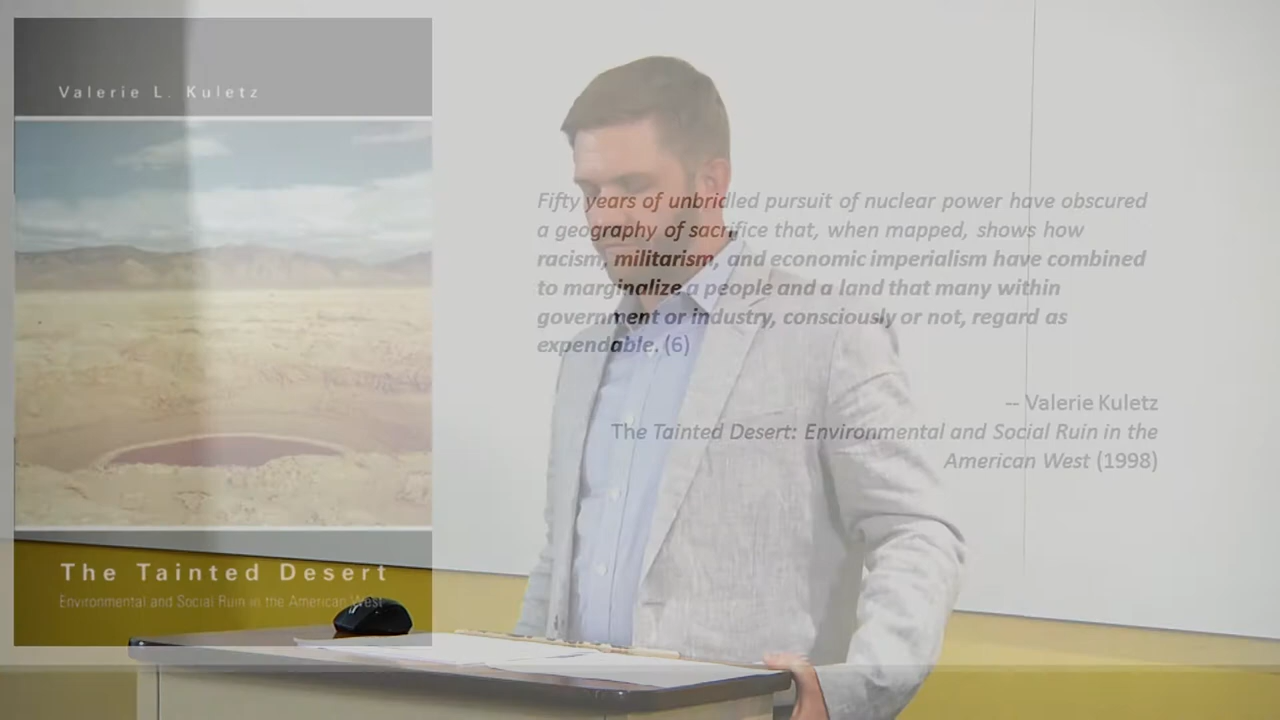 Valerie L. Kuletz
The Tainted Desert
Environmental and Social Ruin in the American West
Fifty years of unbridled pursuit of nuclear power have obscured
a geography of sacrifice that, when mapped, shows how
racism, militarism, and economic imperialism have combined
to marginalize a people and a land that many within
government or industry, consciously or not, regard as
expendable. (6)
-- Valerie Kuletz
The Tainted Desert: Environmental and Social Ruin in the
American West (1998)